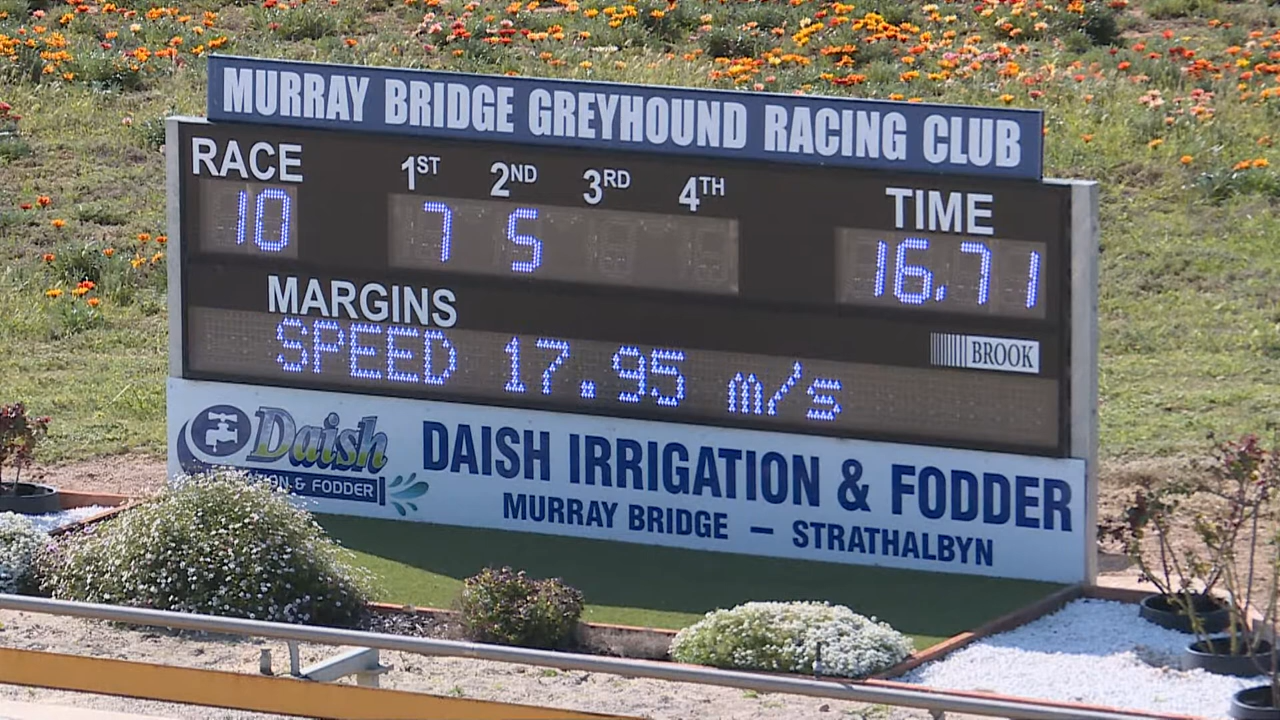 MURRAY BRIDGE GREYHOUND RACING CLUB
RACE 1ST 2ND 3RD 4TH TIME
10 7 5 16.71
MARGINS
SPEED 17.95 m/s
BROOK
Daish
& FODDER
DAISH IRRIGATION & FODDER
MURRAY BRIDGE – STRATHALBYN